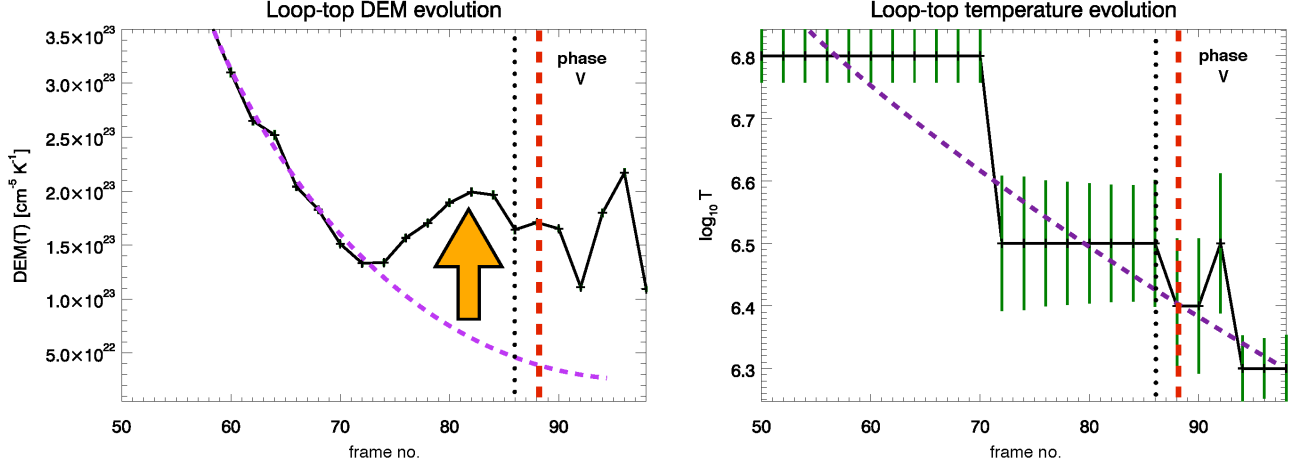 Loop-top DEM evolution
3.5×10²³
3.0×10²³
2.5×10²³
2.0×10²³
1.5×10²³
1.0×10²³
5.0×10²²
DEM(T) [cm⁻⁵ K⁻¹]
phase
V
50 60 70 80 90
frame no.
Loop-top temperature evolution
6.8
6.7
6.6
6.5
6.4
6.3
log₁₀ T
phase
V
50 60 70 80 90
frame no.